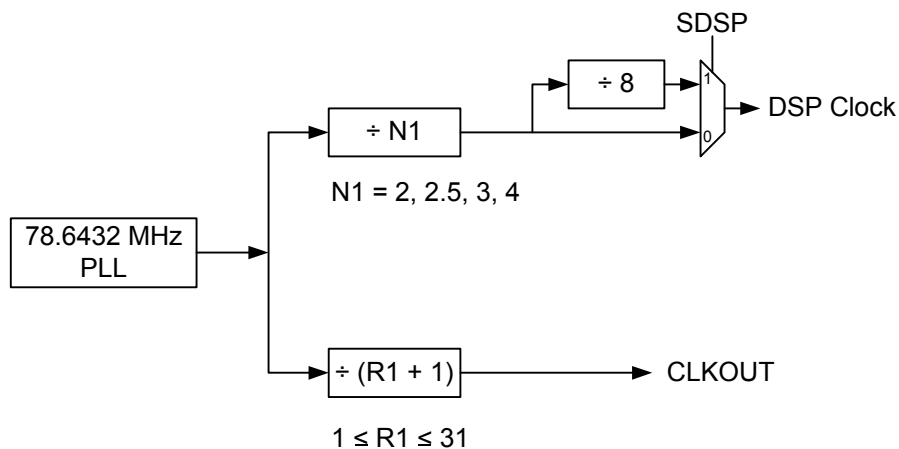 SDSP
÷ 8
1
DSP Clock
÷ N1
0
N1 = 2, 2.5, 3, 4
78.6432 MHz
PLL
÷ (R1 + 1)
CLKOUT
1 ≤ R1 ≤ 31